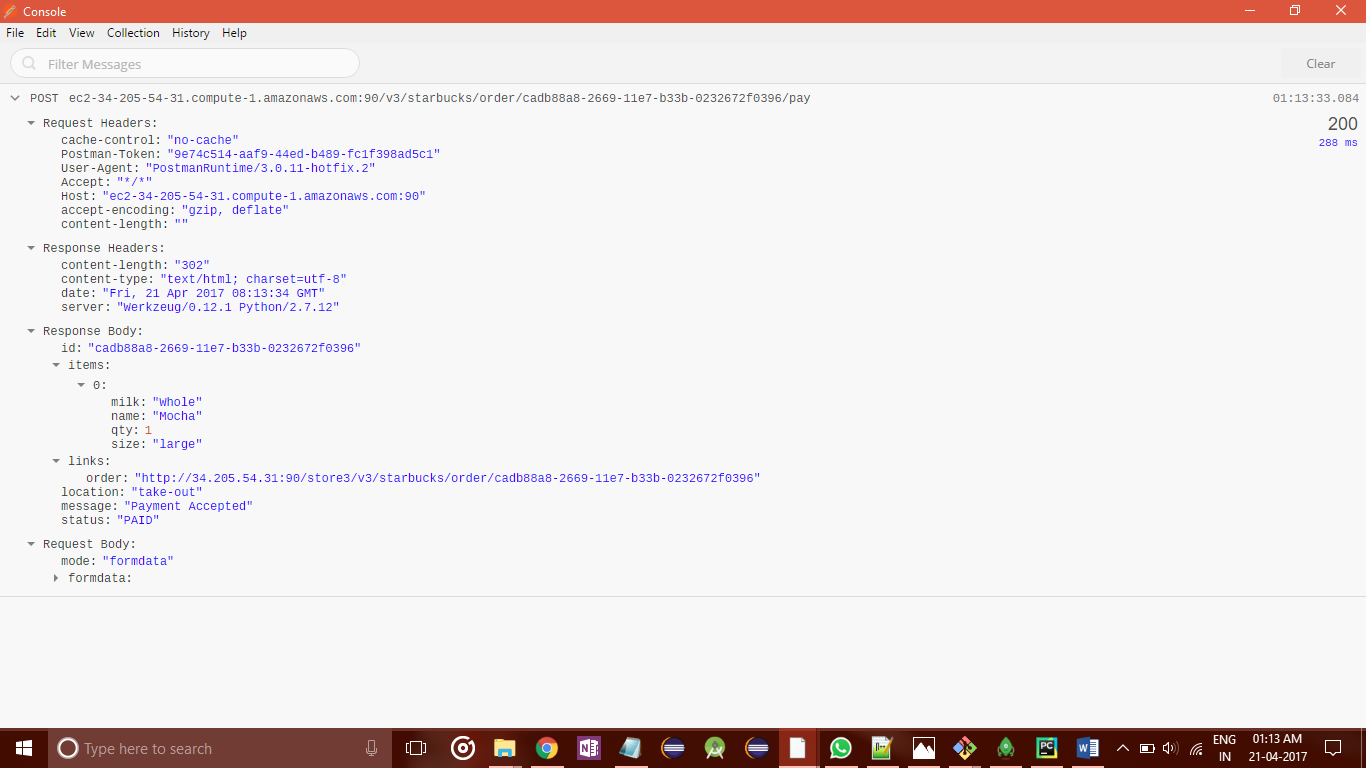 Console
File Edit View Collection History Help
Filter Messages
Clear
POST ec2-34-205-54-31.compute-1.amazonaws.com:90/v3/starbucks/order/cadb88a8-2669-11e7-b33b-0232672f0396/pay 01:13:33.084
Request Headers: 200
288 ms
cache-control: "no-cache"
Postman-Token: "9e74c514-aaf9-44ed-b489-fc1f398ad5c1"
User-Agent: "PostmanRuntime/3.0.11-hotfix.2"
Accept: "*/*"
Host: "ec2-34-205-54-31.compute-1.amazonaws.com:90"
accept-encoding: "gzip, deflate"
content-length: ""
Response Headers:
content-length: "302"
content-type: "text/html; charset=utf-8"
date: "Fri, 21 Apr 2017 08:13:34 GMT"
server: "Werkzeug/0.12.1 Python/2.7.12"
Response Body:
id: "cadb88a8-2669-11e7-b33b-0232672f0396"
items:
0:
milk: "Whole"
name: "Mocha"
qty: 1
size: "large"
links:
order: "http://34.205.54.31:90/store3/v3/starbucks/order/cadb88a8-2669-11e7-b33b-0232672f0396"
location: "take-out"
message: "Payment Accepted"
status: "PAID"
Request Body:
mode: "formdata"
formdata:
Type here to search
N
PC
W
ENG
IN
01:13 AM
21-04-2017